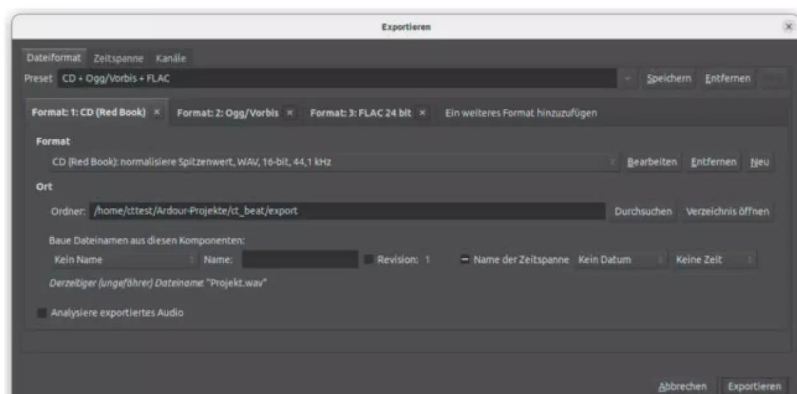 Exportieren
Dateiformat Zeitspanne Kanäle
Preset CD + Ogg/Vorbis + FLAC Speichern Entfernen
Format: 1: CD (Red Book) × Format: 2: Ogg/Vorbis × Format: 3: FLAC 24 bit × Ein weiteres Format hinzuzufügen
Format
CD (Red Book): normalisiere Spitzenwert, WAV, 16-bit, 44,1 kHz Bearbeiten Entfernen Neu
Ort
Ordner: /home/cttest/Ardour-Projekte/ct_beat/export Durchsuchen Verzeichnis öffnen
Baue Dateinamen aus diesen Komponenten:
Kein Name Name: Revision: 1 Name der Zeitspanne Kein Datum Keine Zeit
Derzeitiger (ungefährer) Dateiname: "Projekt.wav"
Analysiere exportiertes Audio
Abbrechen Exportieren